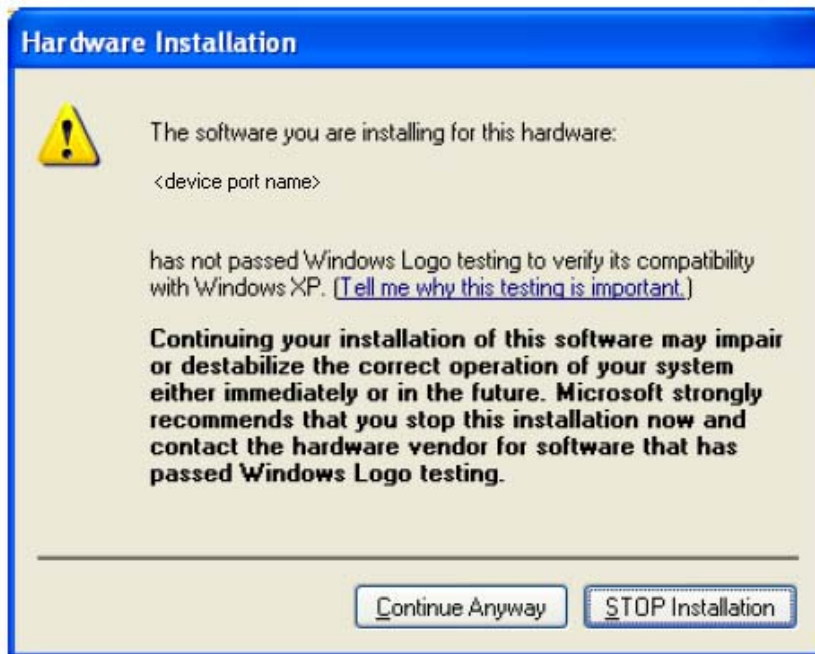 Hardware Installation
The software you are installing for this hardware:
<device port name>
has not passed Windows Logo testing to verify its compatibility
with Windows XP. (Tell me why this testing is important.)
Continuing your installation of this software may impair
or destabilize the correct operation of your system
either immediately or in the future. Microsoft strongly
recommends that you stop this installation now and
contact the hardware vendor for software that has
passed Windows Logo testing.
Continue Anyway
STOP Installation